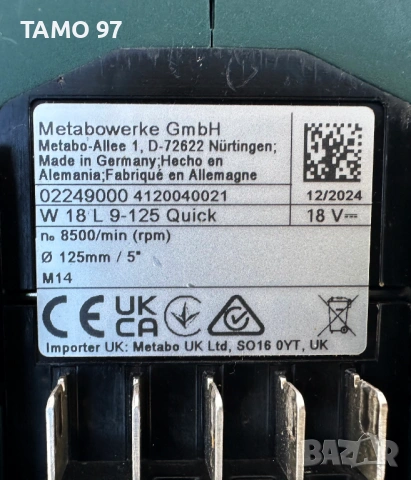 TAMO 97
Metabowerke GmbH
Metabo-Allee 1, D-72622 Nürtingen;
Made in Germany;Hecho en
Alemania;Fabriqué en Allemagne
02249000 4120040021 12/2024
W 18 L 9-125 Quick 18 V
n₀ 8500/min (rpm)
Ø 125mm / 5"
M14
CE UK CA
Importer UK: Metabo UK Ltd, SO16 0YT, UK
BAZAR